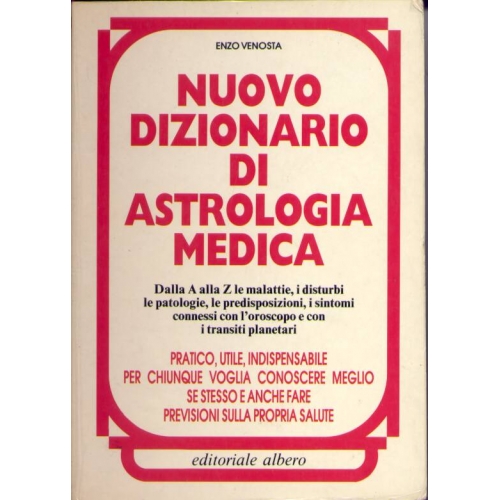 ENZO VENOSTA
NUOVO
DIZIONARIO
DI
ASTROLOGIA
MEDICA
Dalla A alla Z le malattie, i disturbi
le patologie, le predisposizioni, i sintomi
connessi con l'oroscopo e con
i transiti planetari
PRATICO, UTILE, INDISPENSABILE
PER CHIUNQUE VOGLIA CONOSCERE MEGLIO
SE STESSO E ANCHE FARE
PREVISIONI SULLA PROPRIA SALUTE
editoriale albero